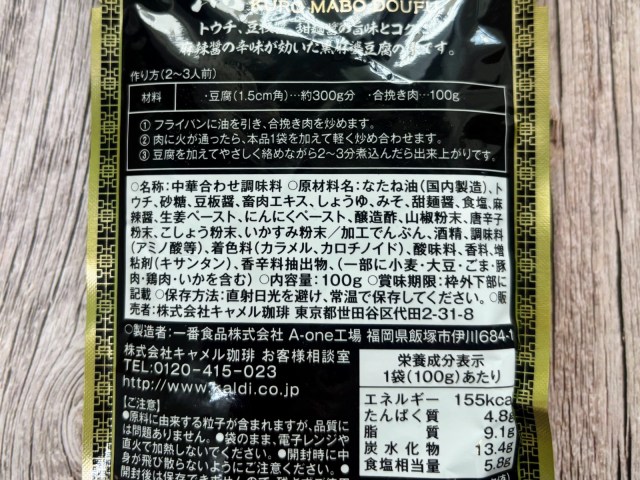 KURO MABO DOUFU
トウチ、豆板醤、甜麺醤の旨味とコク
麻辣醤の辛味が効いた黒麻婆豆腐の素です。
作り方(2〜3人前)
材料 ・豆腐(1.5cm角)…約300g分 ・合挽き肉…100g
① フライパンに油を引き、合挽き肉を炒めます。
② 肉に火が通ったら、本品1袋を加えて軽く炒め合わせます。
③ 豆腐を加えてやさしく絡めながら2〜3分煮込んだら出来上がりです。
○名称:中華合わせ調味料 ○原材料名:なたね油(国内製造)、ト
ウチ、砂糖、豆板醤、畜肉エキス、しょうゆ、みそ、甜麺醤、食塩、麻
辣醤、生姜ペースト、にんにくペースト、醸造酢、山椒粉末、唐辛子
粉末、こしょう粉末、いかすみ粉末/加工でんぷん、酒精、調味料
(アミノ酸等)、着色料(カラメル、カロチノイド)、酸味料、香料、増
粘剤(キサンタン)、香辛料抽出物、(一部に小麦・大豆・ごま・豚
肉・鶏肉・いかを含む) ○内容量:100g ○賞味期限:枠外下部に
記載 ○保存方法:直射日光を避け、常温で保存してください。○販
売者:株式会社キャメル珈琲 東京都世田谷区代田2-31-8
○製造者:一番食品株式会社 A-one工場 福岡県飯塚市伊川684-1
株式会社キャメル珈琲 お客様相談室
TEL:0120-415-023
http://www.kaldi.co.jp
栄養成分表示
1袋(100g)あたり
エネルギー 155kcal
たんぱく質 4.8g
脂質 9.1g
炭水化物 13.4g
食塩相当量 5.8g
【ご注意】
●原料に由来する粒子が含まれますが、品質に
は問題ありません。●袋のまま、電子レンジや
直火で加熱しないでください。●開封時に中
身が飛び散らないようにご注意ください。●開
封後は保存できませんので、残さずご使用